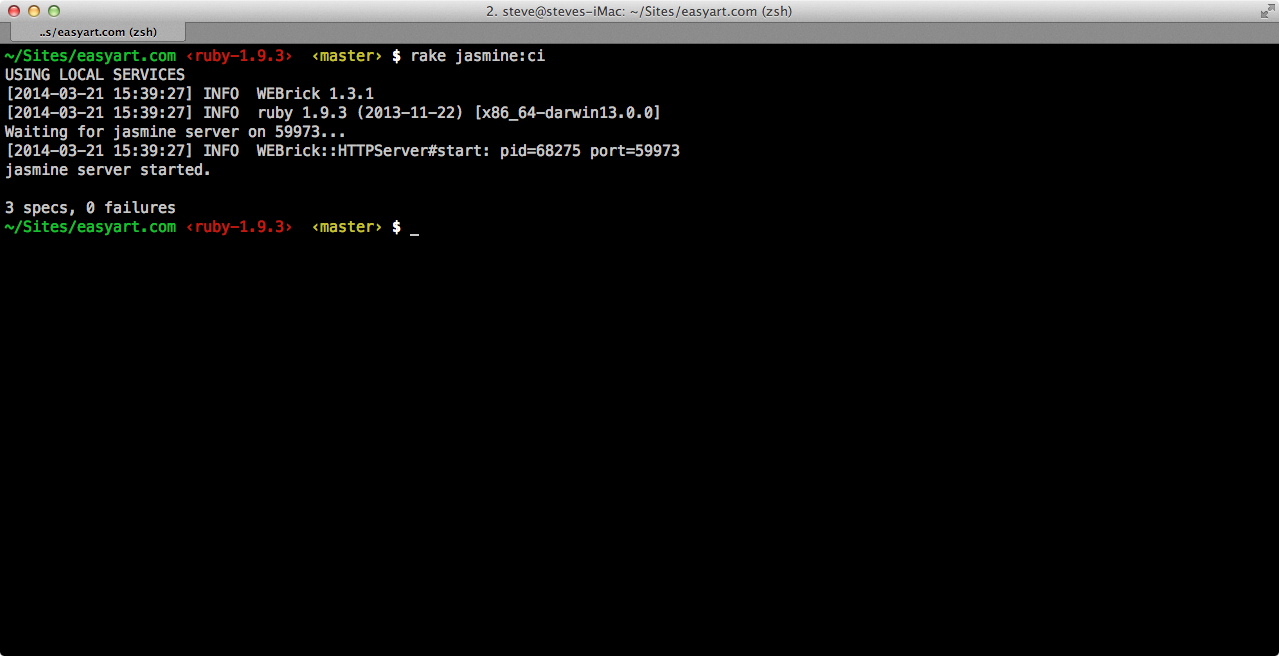 2. steve@steves-iMac: ~/Sites/easyart.com (zsh)
..s/easyart.com (zsh)
~/Sites/easyart.com ‹ruby-1.9.3›  ‹master› $ rake jasmine:ci
USING LOCAL SERVICES
[2014-03-21 15:39:27] INFO  WEBrick 1.3.1
[2014-03-21 15:39:27] INFO  ruby 1.9.3 (2013-11-22) [x86_64-darwin13.0.0]
Waiting for jasmine server on 59973...
[2014-03-21 15:39:27] INFO  WEBrick::HTTPServer#start: pid=68275 port=59973
jasmine server started.
3 specs, 0 failures
~/Sites/easyart.com ‹ruby-1.9.3›  ‹master› $ _